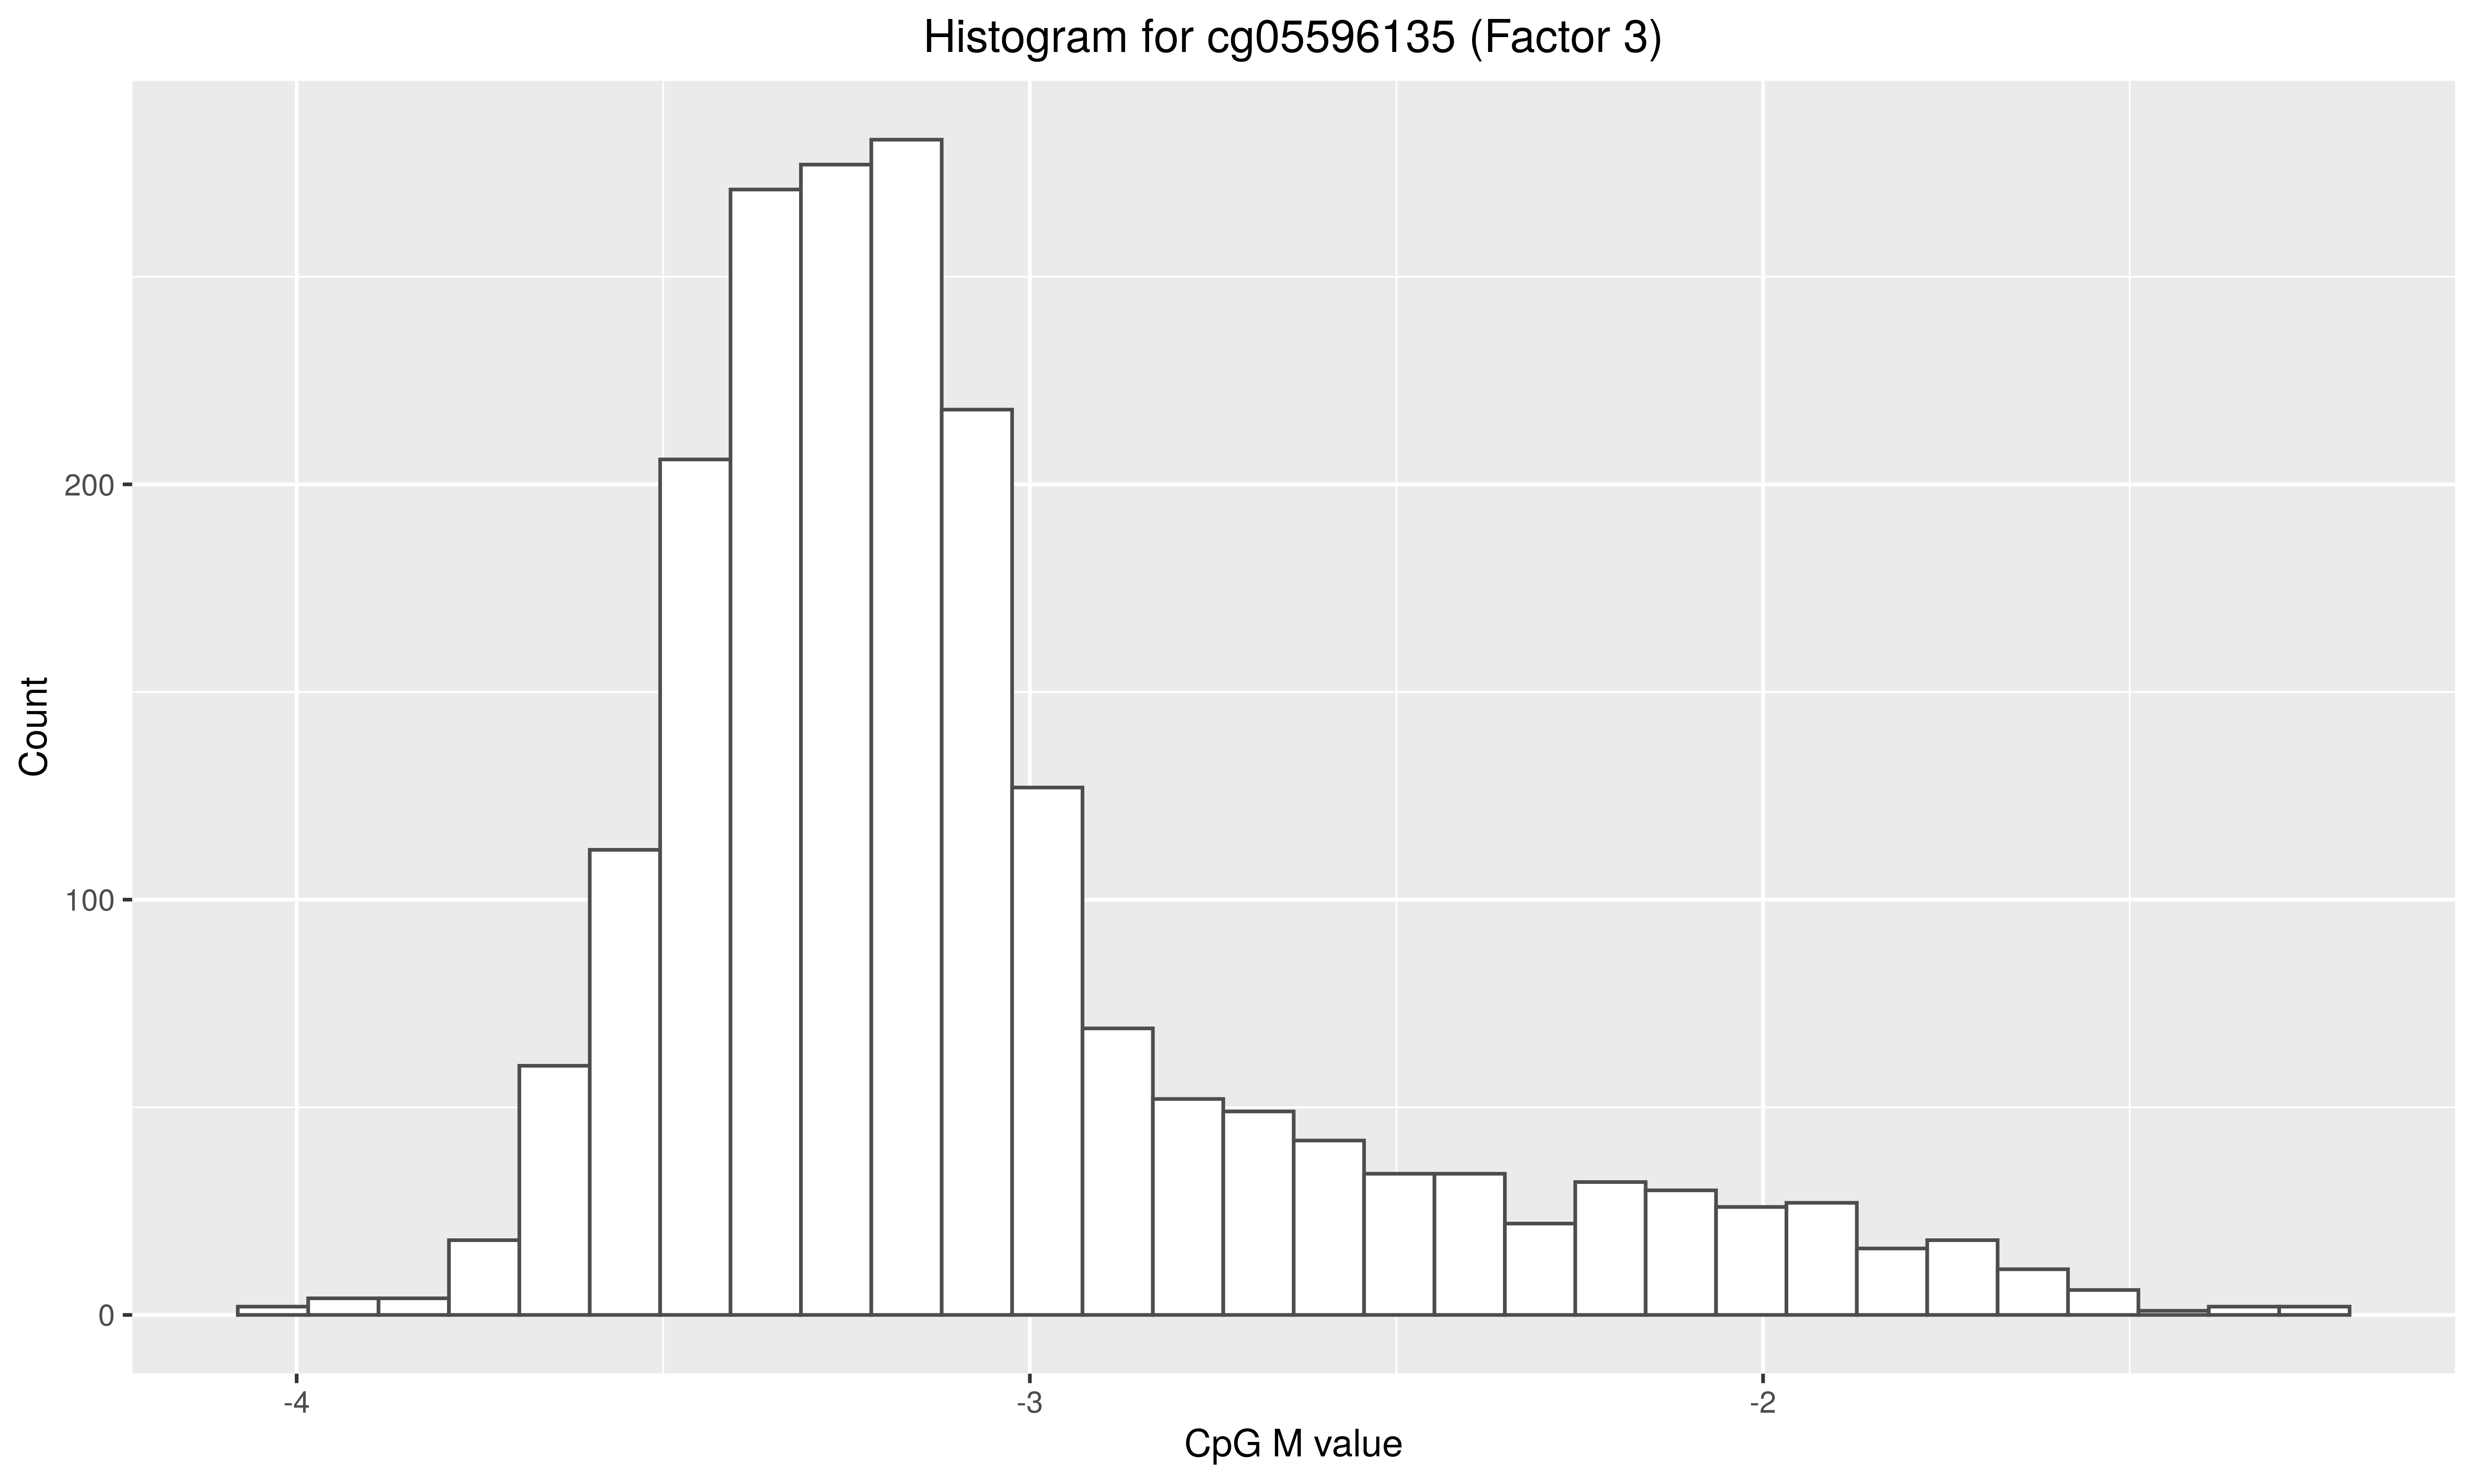 Histogram for cg05596135 (Factor 3)
Count
200
100
0
-4
-3
-2
CpG M value